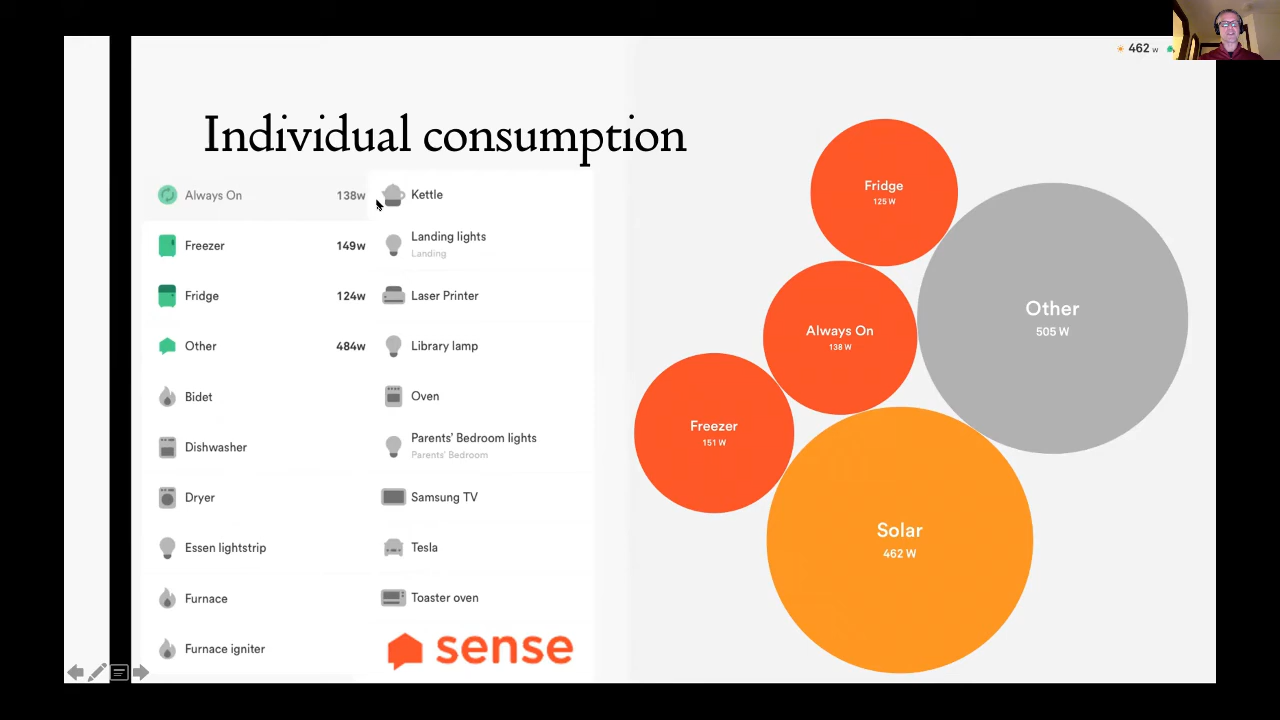 462 w
Individual consumption
Always On 138w
Freezer 149w
Fridge 124w
Other 484w
Bidet
Dishwasher
Dryer
Essen lightstrip
Furnace
Furnace igniter
Kettle
Landing lights
Landing
Laser Printer
Library lamp
Oven
Parents' Bedroom lights
Parents' Bedroom
Samsung TV
Tesla
Toaster oven
sense
Fridge
125 W
Other
505 W
Always On
138 W
Freezer
151 W
Solar
462 W